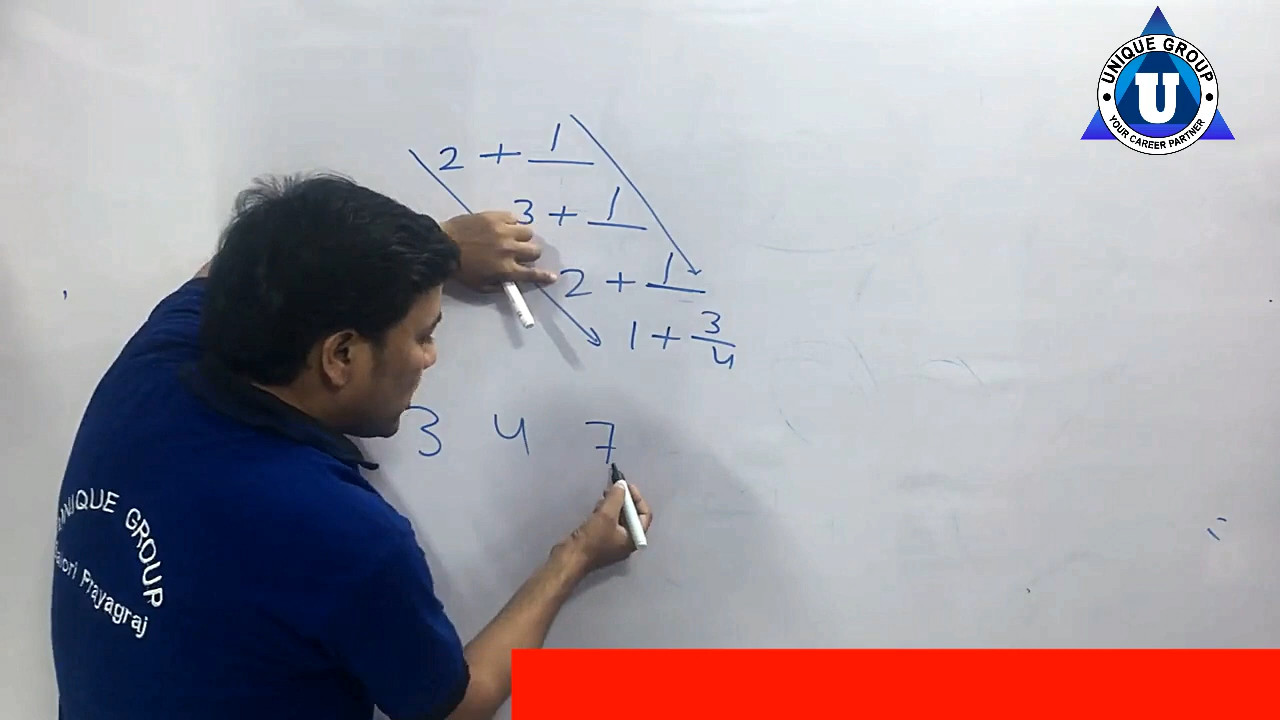 UNIQUE GROUP
U
YOUR CAREER PARTNER
2 + 1
3 + 1
2 + 1
1 + 3/4
3 4 7
UNIQUE GROUP
Prayagraj